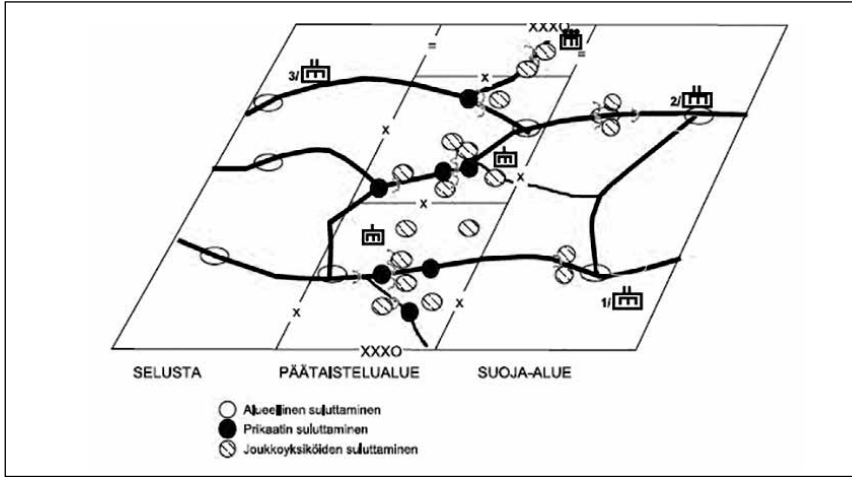 XXXO
=
=
3/
x
2/
x
x
x
x
1/
x
XXXO
SELUSTA PÄÄTAISTELUALUE SUOJA-ALUE
Alueellinen suluttaminen
Prikaatin suluttaminen
Joukkoyksiköiden suluttaminen